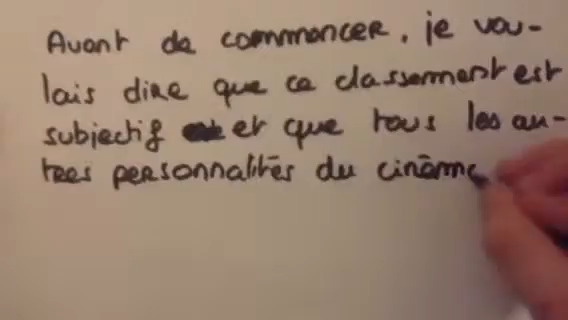 Avant de commencer, je vou-
lais dire que ce classement est
subjectif et que tous les au-
tres personnalités du cinéma